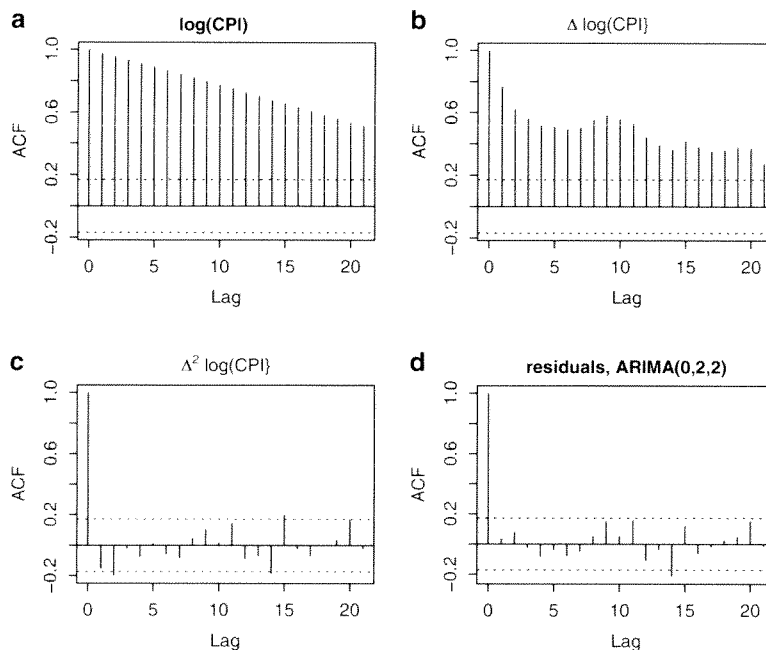 a
log(CPI)
ACF
1.0
0.6
0.2
-0.2
0 5 10 15 20
Lag
b
Δ log(CPI}
ACF
1.0
0.6
0.2
-0.2
0 5 10 15 20
Lag
c
Δ² log(CPI}
ACF
1.0
0.6
0.2
-0.2
0 5 10 15 20
Lag
d
residuals, ARIMA(0,2,2)
ACF
1.0
0.6
0.2
-0.2
0 5 10 15 20
Lag